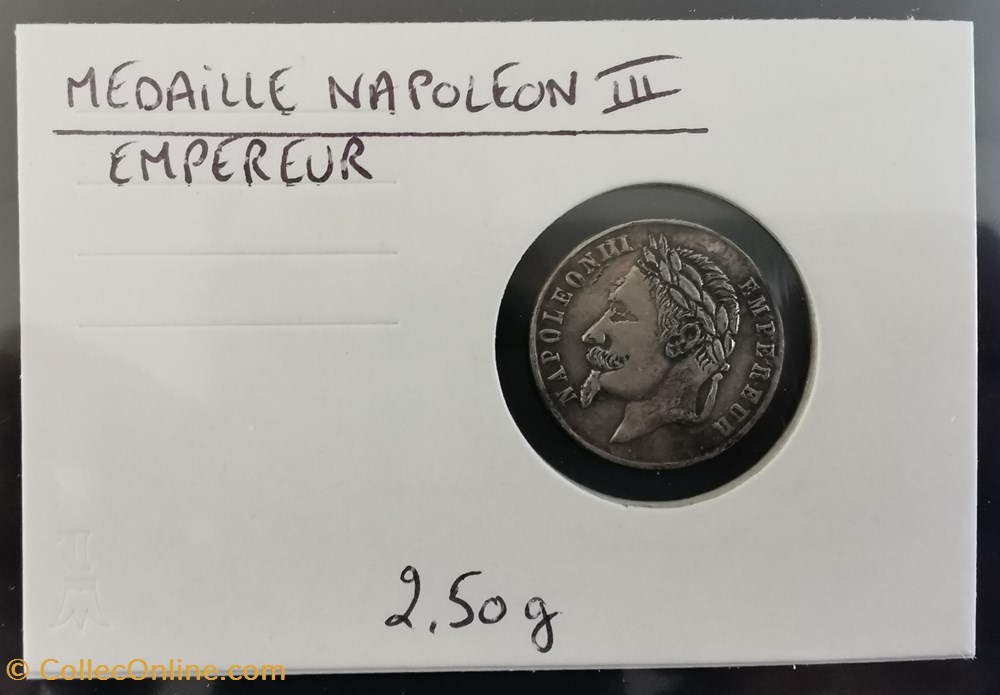 MEDAiLLE NAPOLEON III
EMPEREUR
NAPOLEON III EMPEREUR
2,50 g
© CollecOnline.com